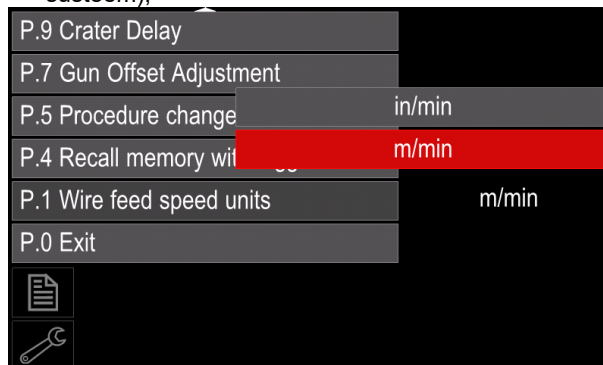 P.9 Crater Delay
P.7 Gun Offset Adjustment
P.5 Procedure change
in/min
m/min
P.4 Recall memory
P.1 Wire feed speed units
m/min
P.0 Exit